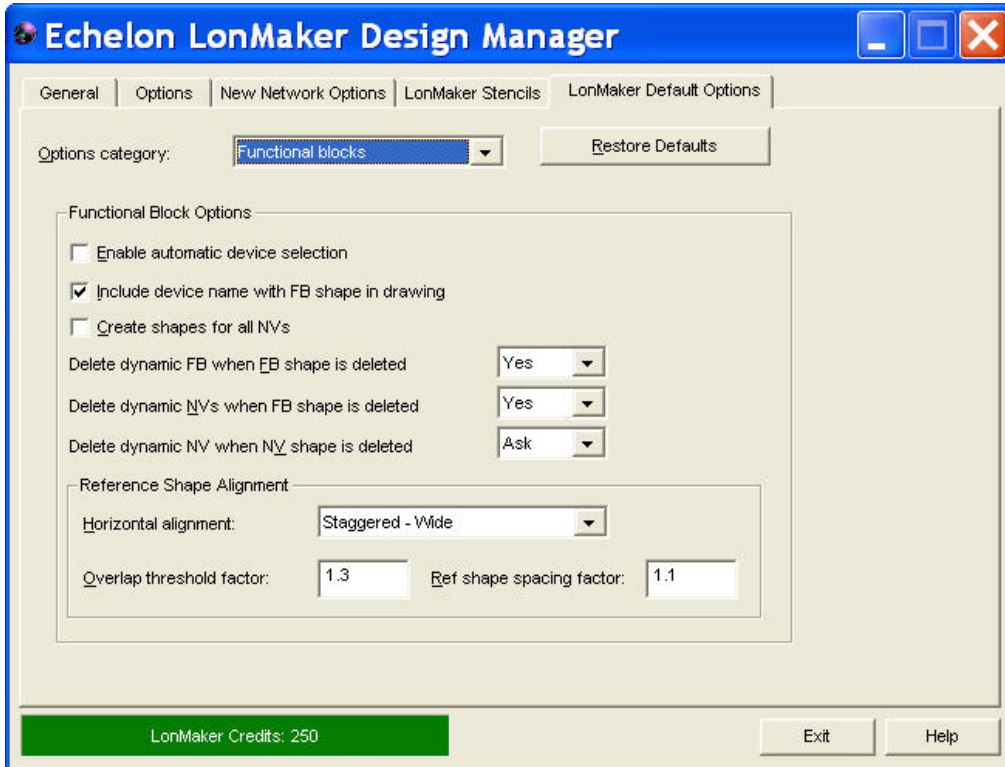 Echelon LonMaker Design Manager
General Options New Network Options LonMaker Stencils LonMaker Default Options
Options category: Functional blocks Restore Defaults
Functional Block Options
Enable automatic device selection
Include device name with FB shape in drawing
Create shapes for all NVs
Delete dynamic FB when FB shape is deleted Yes
Delete dynamic NVs when FB shape is deleted Yes
Delete dynamic NV when NV shape is deleted Ask
Reference Shape Alignment
Horizontal alignment: Staggered - Wide
Overlap threshold factor: 1.3 Ref shape spacing factor: 1.1
LonMaker Credits: 250 Exit Help